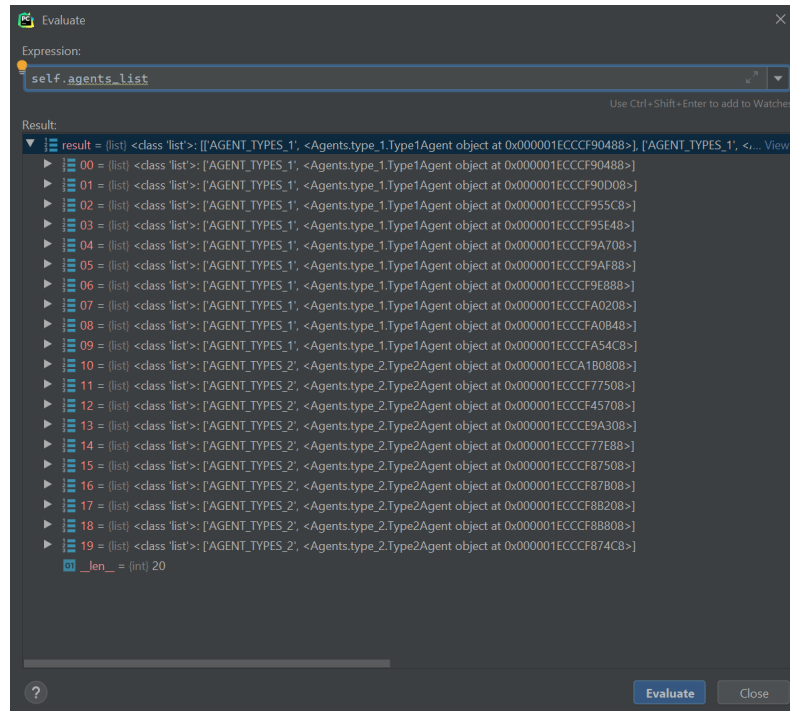 PC Evaluate
Expression:
self.agents_list
Use Ctrl+Shift+Enter to add to Watches
Result:
result = {list} <class 'list'>: [['AGENT_TYPES_1', <Agents.type_1.Type1Agent object at 0x000001ECCCF90488>], ['AGENT_TYPES_1', <... View
00 = {list} <class 'list'>: ['AGENT_TYPES_1', <Agents.type_1.Type1Agent object at 0x000001ECCCF90488>]
01 = {list} <class 'list'>: ['AGENT_TYPES_1', <Agents.type_1.Type1Agent object at 0x000001ECCCF90D08>]
02 = {list} <class 'list'>: ['AGENT_TYPES_1', <Agents.type_1.Type1Agent object at 0x000001ECCCF955C8>]
03 = {list} <class 'list'>: ['AGENT_TYPES_1', <Agents.type_1.Type1Agent object at 0x000001ECCCF95E48>]
04 = {list} <class 'list'>: ['AGENT_TYPES_1', <Agents.type_1.Type1Agent object at 0x000001ECCCF9A708>]
05 = {list} <class 'list'>: ['AGENT_TYPES_1', <Agents.type_1.Type1Agent object at 0x000001ECCCF9AF88>]
06 = {list} <class 'list'>: ['AGENT_TYPES_1', <Agents.type_1.Type1Agent object at 0x000001ECCCF9E888>]
07 = {list} <class 'list'>: ['AGENT_TYPES_1', <Agents.type_1.Type1Agent object at 0x000001ECCCFA0208>]
08 = {list} <class 'list'>: ['AGENT_TYPES_1', <Agents.type_1.Type1Agent object at 0x000001ECCCFA0B48>]
09 = {list} <class 'list'>: ['AGENT_TYPES_1', <Agents.type_1.Type1Agent object at 0x000001ECCCFA54C8>]
10 = {list} <class 'list'>: ['AGENT_TYPES_2', <Agents.type_2.Type2Agent object at 0x000001ECCA1B0808>]
11 = {list} <class 'list'>: ['AGENT_TYPES_2', <Agents.type_2.Type2Agent object at 0x000001ECCCF77508>]
12 = {list} <class 'list'>: ['AGENT_TYPES_2', <Agents.type_2.Type2Agent object at 0x000001ECCCF45708>]
13 = {list} <class 'list'>: ['AGENT_TYPES_2', <Agents.type_2.Type2Agent object at 0x000001ECCCE9A308>]
14 = {list} <class 'list'>: ['AGENT_TYPES_2', <Agents.type_2.Type2Agent object at 0x000001ECCCF77E88>]
15 = {list} <class 'list'>: ['AGENT_TYPES_2', <Agents.type_2.Type2Agent object at 0x000001ECCCF87508>]
16 = {list} <class 'list'>: ['AGENT_TYPES_2', <Agents.type_2.Type2Agent object at 0x000001ECCCF87B08>]
17 = {list} <class 'list'>: ['AGENT_TYPES_2', <Agents.type_2.Type2Agent object at 0x000001ECCCF8B208>]
18 = {list} <class 'list'>: ['AGENT_TYPES_2', <Agents.type_2.Type2Agent object at 0x000001ECCCF8B808>]
19 = {list} <class 'list'>: ['AGENT_TYPES_2', <Agents.type_2.Type2Agent object at 0x000001ECCCF874C8>]
01 __len__ = {int} 20
? Evaluate Close